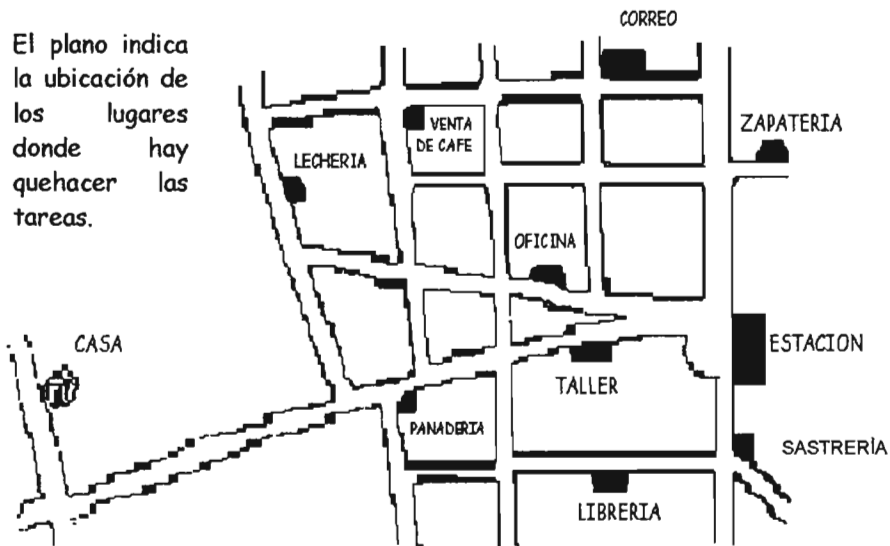 El plano indica
la ubicación de
los lugares
donde hay
quehacer las
tareas.
CORREO
VENTA
DE CAFE
ZAPATERIA
LECHERIA
OFICINA
CASA
ESTACION
TALLER
PANADERIA
SASTRERÍA
LIBRERIA